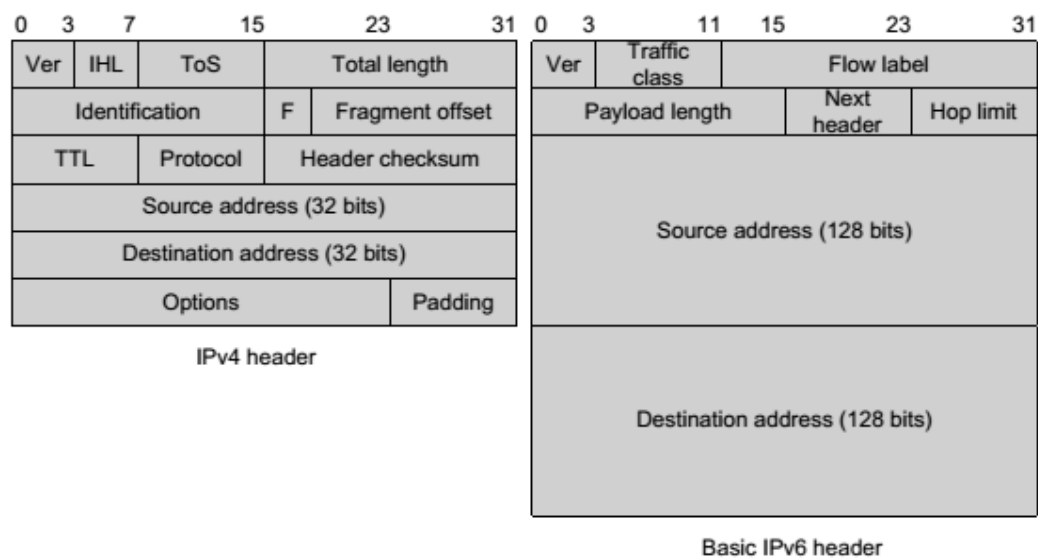 0 3 7 15 23 31
Ver IHL ToS Total length
Identification F Fragment offset
TTL Protocol Header checksum
Source address (32 bits)
Destination address (32 bits)
Options Padding
IPv4 header
0 3 11 15 23 31
Ver Traffic class Flow label
Payload length Next header Hop limit
Source address (128 bits)
Destination address (128 bits)
Basic IPv6 header